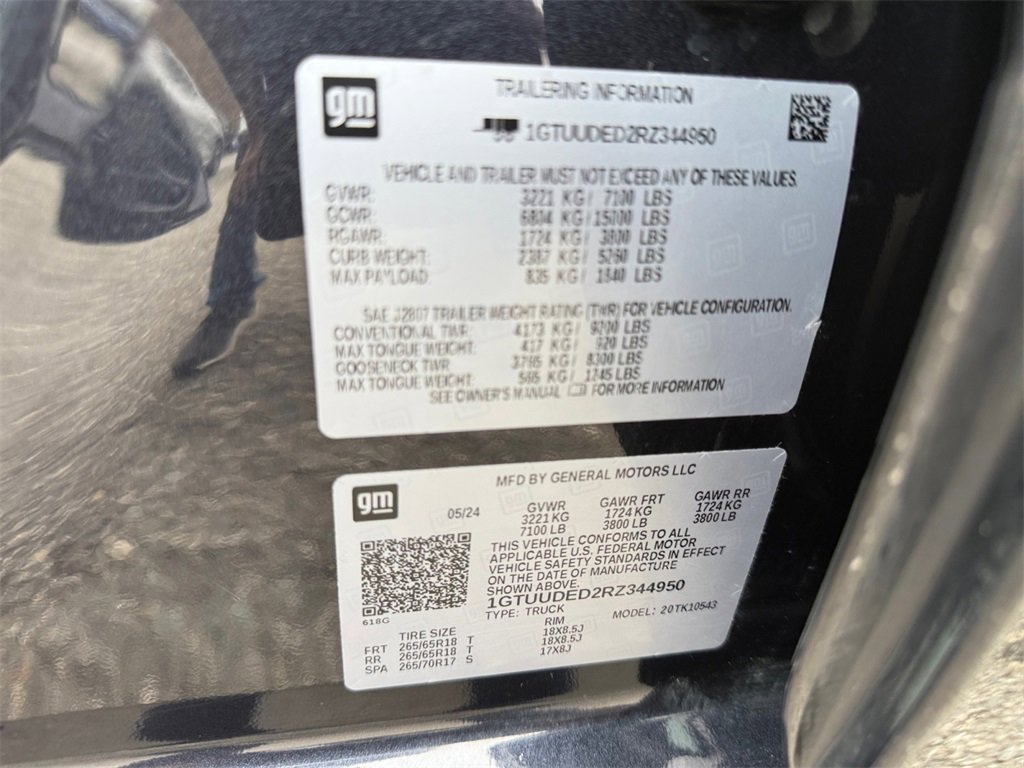 gm
TRAILERING INFORMATION
1GTUUDED2RZ344950
VEHICLE AND TRAILER MUST NOT EXCEED ANY OF THESE VALUES.
GVWR: 3221 KG / 7100 LBS
GCWR: 6804 KG / 15000 LBS
RGAWR: 1724 KG / 3800 LBS
CURB WEIGHT: 2387 KG / 5260 LBS
MAX PAYLOAD: 835 KG / 1840 LBS
SAE J2807 TRAILER WEIGHT RATING (TWR) FOR VEHICLE CONFIGURATION.
CONVENTIONAL TWR: 4173 KG / 9200 LBS
MAX TONGUE WEIGHT: 417 KG / 920 LBS
GOOSENECK TWR: 3765 KG / 8300 LBS
MAX TONGUE WEIGHT: 565 KG / 1245 LBS
SEE OWNER'S MANUAL FOR MORE INFORMATION
gm
MFD BY GENERAL MOTORS LLC
05/24 GVWR GAWR FRT GAWR RR
3221 KG 1724 KG 1724 KG
7100 LB 3800 LB 3800 LB
THIS VEHICLE CONFORMS TO ALL
APPLICABLE U.S. FEDERAL MOTOR
VEHICLE SAFETY STANDARDS IN EFFECT
ON THE DATE OF MANUFACTURE
SHOWN ABOVE.
1GTUUDED2RZ344950
618G
TYPE: TRUCK MODEL: 20TK10543
TIRE SIZE RIM
FRT 265/65R18 T 18X8.5J
RR 265/65R18 T 18X8.5J
SPA 265/70R17 S 17X8J